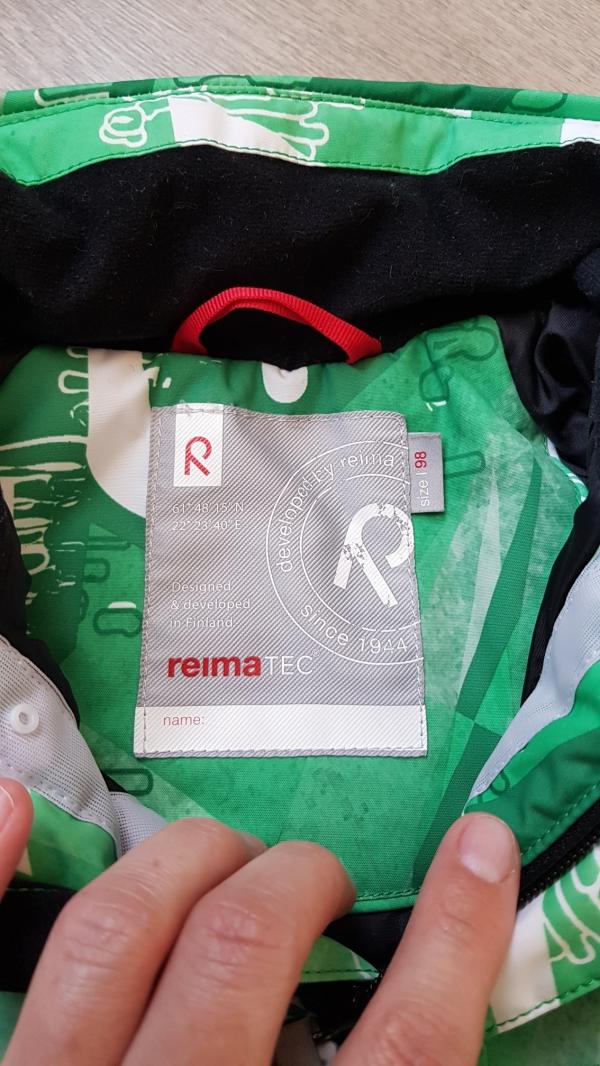 61° 48' 15" N
22° 23' 40" E
Designed
& developed
in Finland
reimaTEC®
name:
developed by reima
since 1944
size | 98